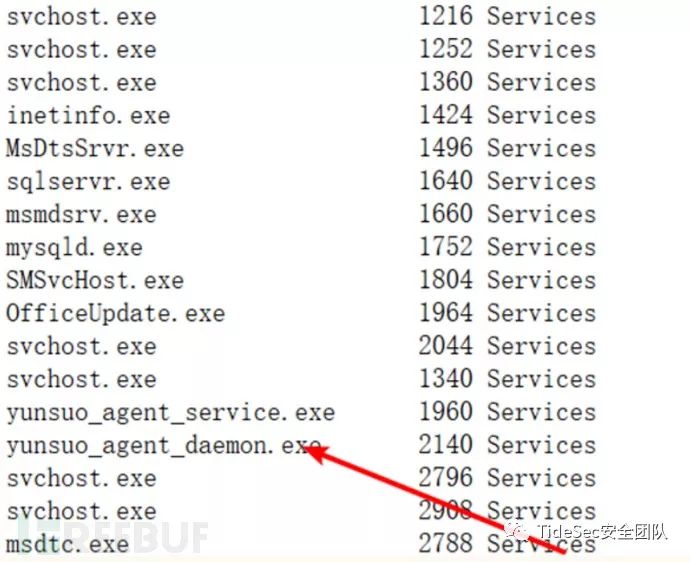 svchost.exe 1216 Services
svchost.exe 1252 Services
svchost.exe 1360 Services
inetinfo.exe 1424 Services
MsDtsSrvr.exe 1496 Services
sqlservr.exe 1640 Services
msmdsrv.exe 1660 Services
mysqld.exe 1752 Services
SMSvcHost.exe 1804 Services
OfficeUpdate.exe 1964 Services
svchost.exe 2044 Services
svchost.exe 1340 Services
yunsuo_agent_service.exe 1960 Services
yunsuo_agent_daemon.exe 2140 Services
svchost.exe 2796 Services
svchost.exe 2908 Services
TideSec安全团队
msdtc.exe 2788 Services